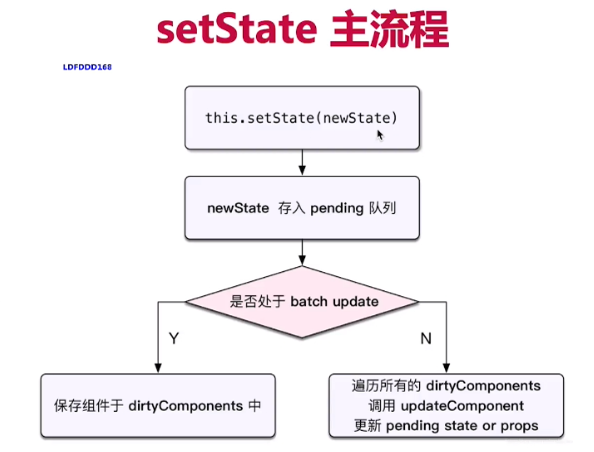 setState 主流程
LDFDDD168
this.setState(newState)
newState 存入 pending 队列
是否处于 batch update
Y
N
保存组件于 dirtyComponents 中
遍历所有的 dirtyComponents
调用 updateComponent
更新 pending state or props